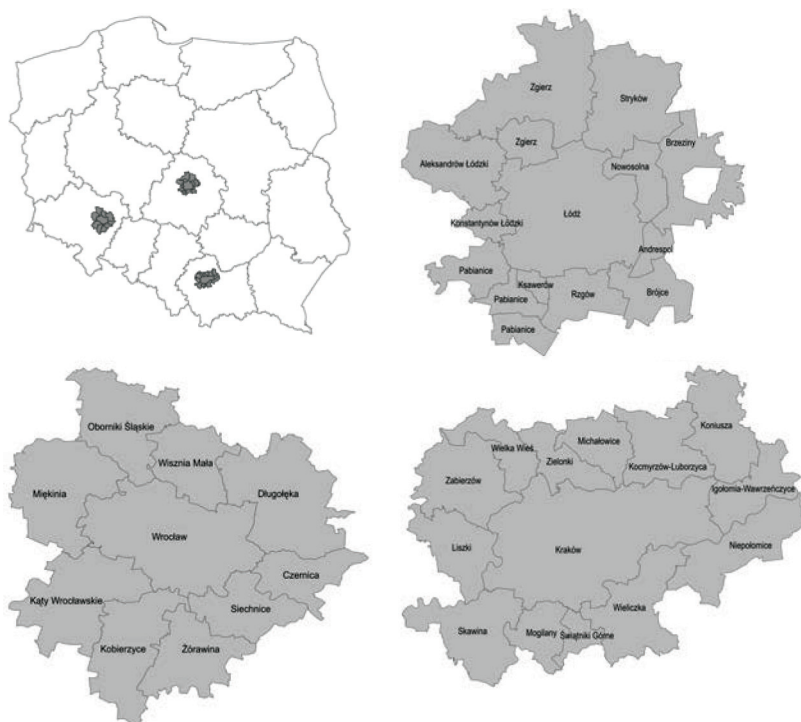 Zgierz
Stryków
Zgierz
Brzeziny
Aleksandrów Łódzki
Nowosolna
Łódź
Konstantynów Łódzki
Andrespol
Pabianice
Ksawerów
Pabianice
Rzgów
Brójce
Pabianice
Oborniki Śląskie
Wisznia Mała
Miękinia
Długołęka
Wrocław
Czernica
Kąty Wrocławskie
Siechnice
Kobierzyce
Żórawina
Koniusza
Michałowice
Wielka Wieś
Zielonki
Kocmyrzów-Luborzyca
Zabierzów
Igołomia-Wawrzeńczyce
Liszki
Kraków
Niepołomice
Wieliczka
Skawina
Mogilany
Świątniki Górne